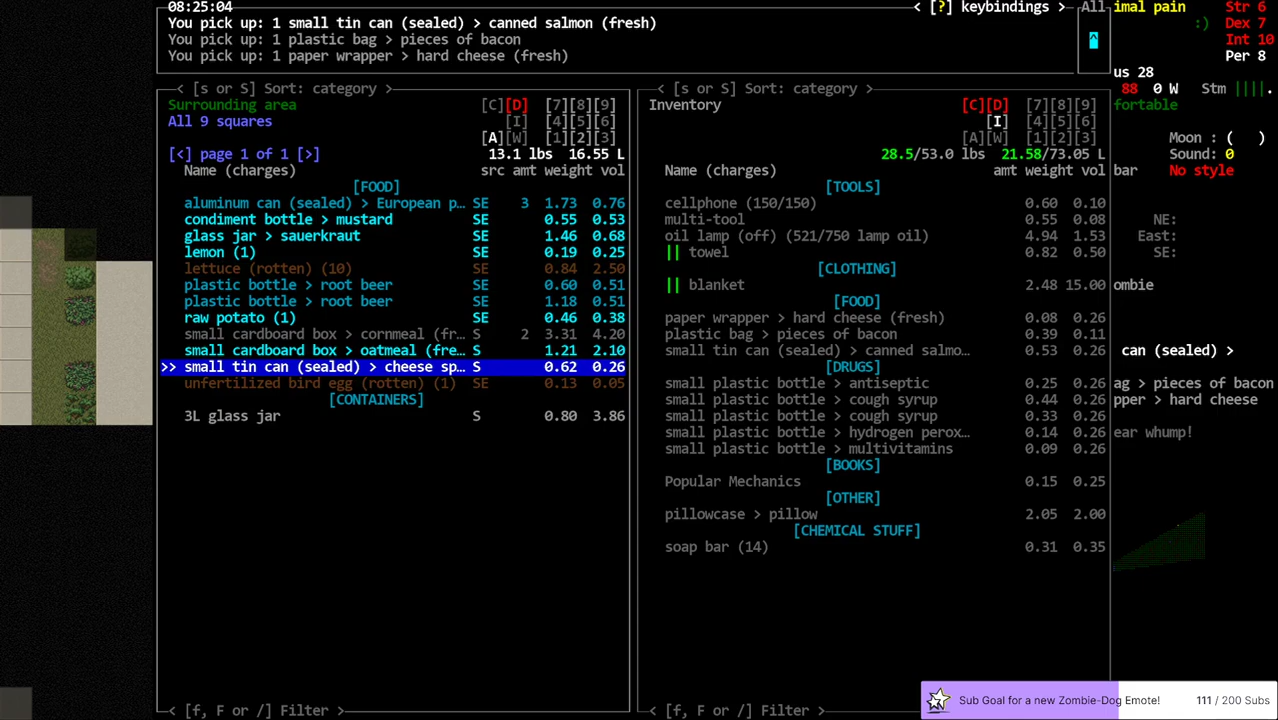 08:25:04
< [?] keybindings >
You pick up: 1 small tin can (sealed) > canned salmon (fresh)
You pick up: 1 plastic bag > pieces of bacon
You pick up: 1 paper wrapper > hard cheese (fresh)
All
^
imal pain
:)
Str 6
Dex 7
Int 10
Per 8
us 28
88 0 W Stm ||||.
fortable
Moon : ( )
Sound: 0
bar No style
NE:
East:
SE:
ombie
can (sealed) >
ag > pieces of bacon
pper > hard cheese
ear whump!
< [s or S] Sort: category >
Surrounding area
All 9 squares
[C][D] [7][8][9]
[I] [4][5][6]
[A][W] [1][2][3]
[<] page 1 of 1 [>]
13.1 lbs 16.55 L
Name (charges) src amt weight vol
[FOOD]
aluminum can (sealed) > European p… SE 3 1.73 0.76
condiment bottle > mustard SE 0.55 0.53
glass jar > sauerkraut SE 1.46 0.68
lemon (1) SE 0.19 0.25
lettuce (rotten) (10) SE 0.84 2.50
plastic bottle > root beer SE 0.60 0.51
plastic bottle > root beer SE 1.18 0.51
raw potato (1) SE 0.46 0.38
small cardboard box > cornmeal (fr… S 2 3.31 4.20
small cardboard box > oatmeal (fre… S 1.21 2.10
>> small tin can (sealed) > cheese sp… S 0.62 0.26
unfertilized bird egg (rotten) (1) SE 0.13 0.05
[CONTAINERS]
3L glass jar S 0.80 3.86
< [f, F or /] Filter >
< [s or S] Sort: category >
Inventory
[C][D] [7][8][9]
[I] [4][5][6]
[A][W] [1][2][3]
28.5/53.0 lbs 21.58/73.05 L
Name (charges) amt weight vol
[TOOLS]
cellphone (150/150) 0.60 0.10
multi-tool 0.55 0.08
oil lamp (off) (521/750 lamp oil) 4.94 1.53
|| towel 0.82 0.50
[CLOTHING]
|| blanket 2.48 15.00
[FOOD]
paper wrapper > hard cheese (fresh) 0.08 0.26
plastic bag > pieces of bacon 0.39 0.11
small tin can (sealed) > canned salmo… 0.53 0.26
[DRUGS]
small plastic bottle > antiseptic 0.25 0.26
small plastic bottle > cough syrup 0.44 0.26
small plastic bottle > cough syrup 0.33 0.26
small plastic bottle > hydrogen perox… 0.14 0.26
small plastic bottle > multivitamins 0.09 0.26
[BOOKS]
Popular Mechanics 0.15 0.25
[OTHER]
pillowcase > pillow 2.05 2.00
[CHEMICAL STUFF]
soap bar (14) 0.31 0.35
< [f, F or /] Filter >
Sub Goal for a new Zombie-Dog Emote! 111 / 200 Subs